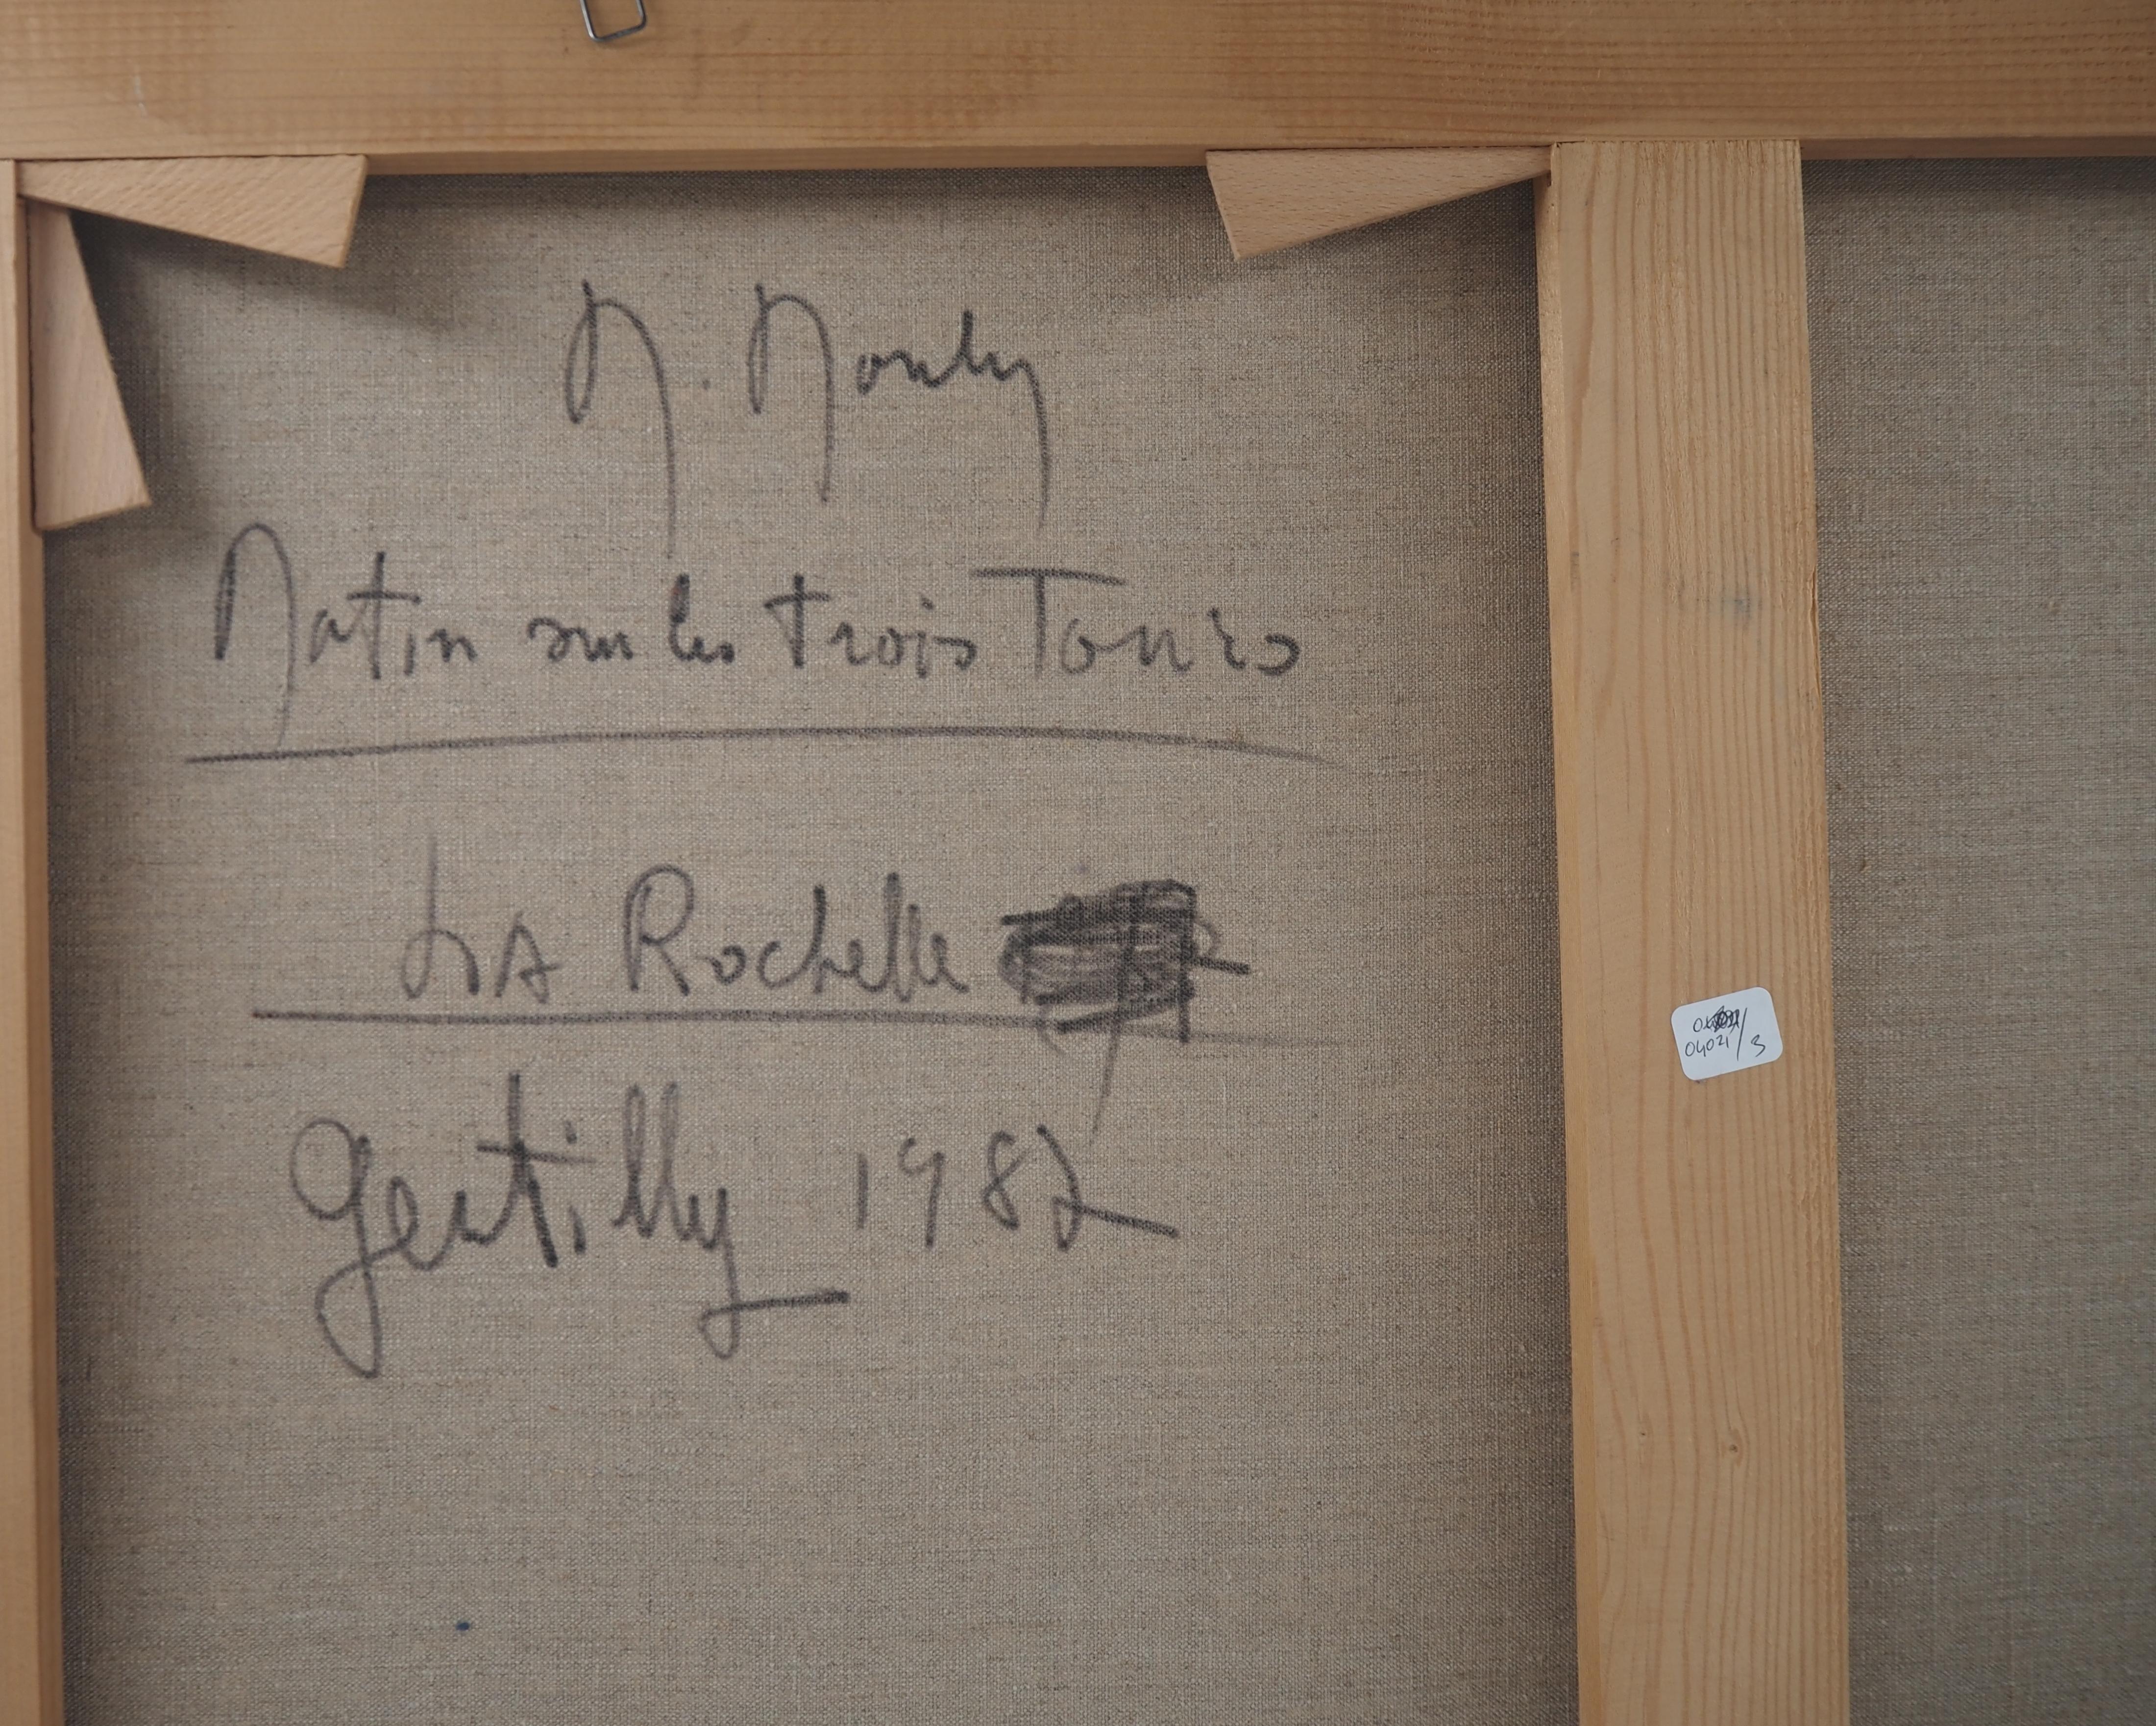 M. Mouly
Matin sur les trois Tours
LA Rochelle
Gentilly 1982
04021/3